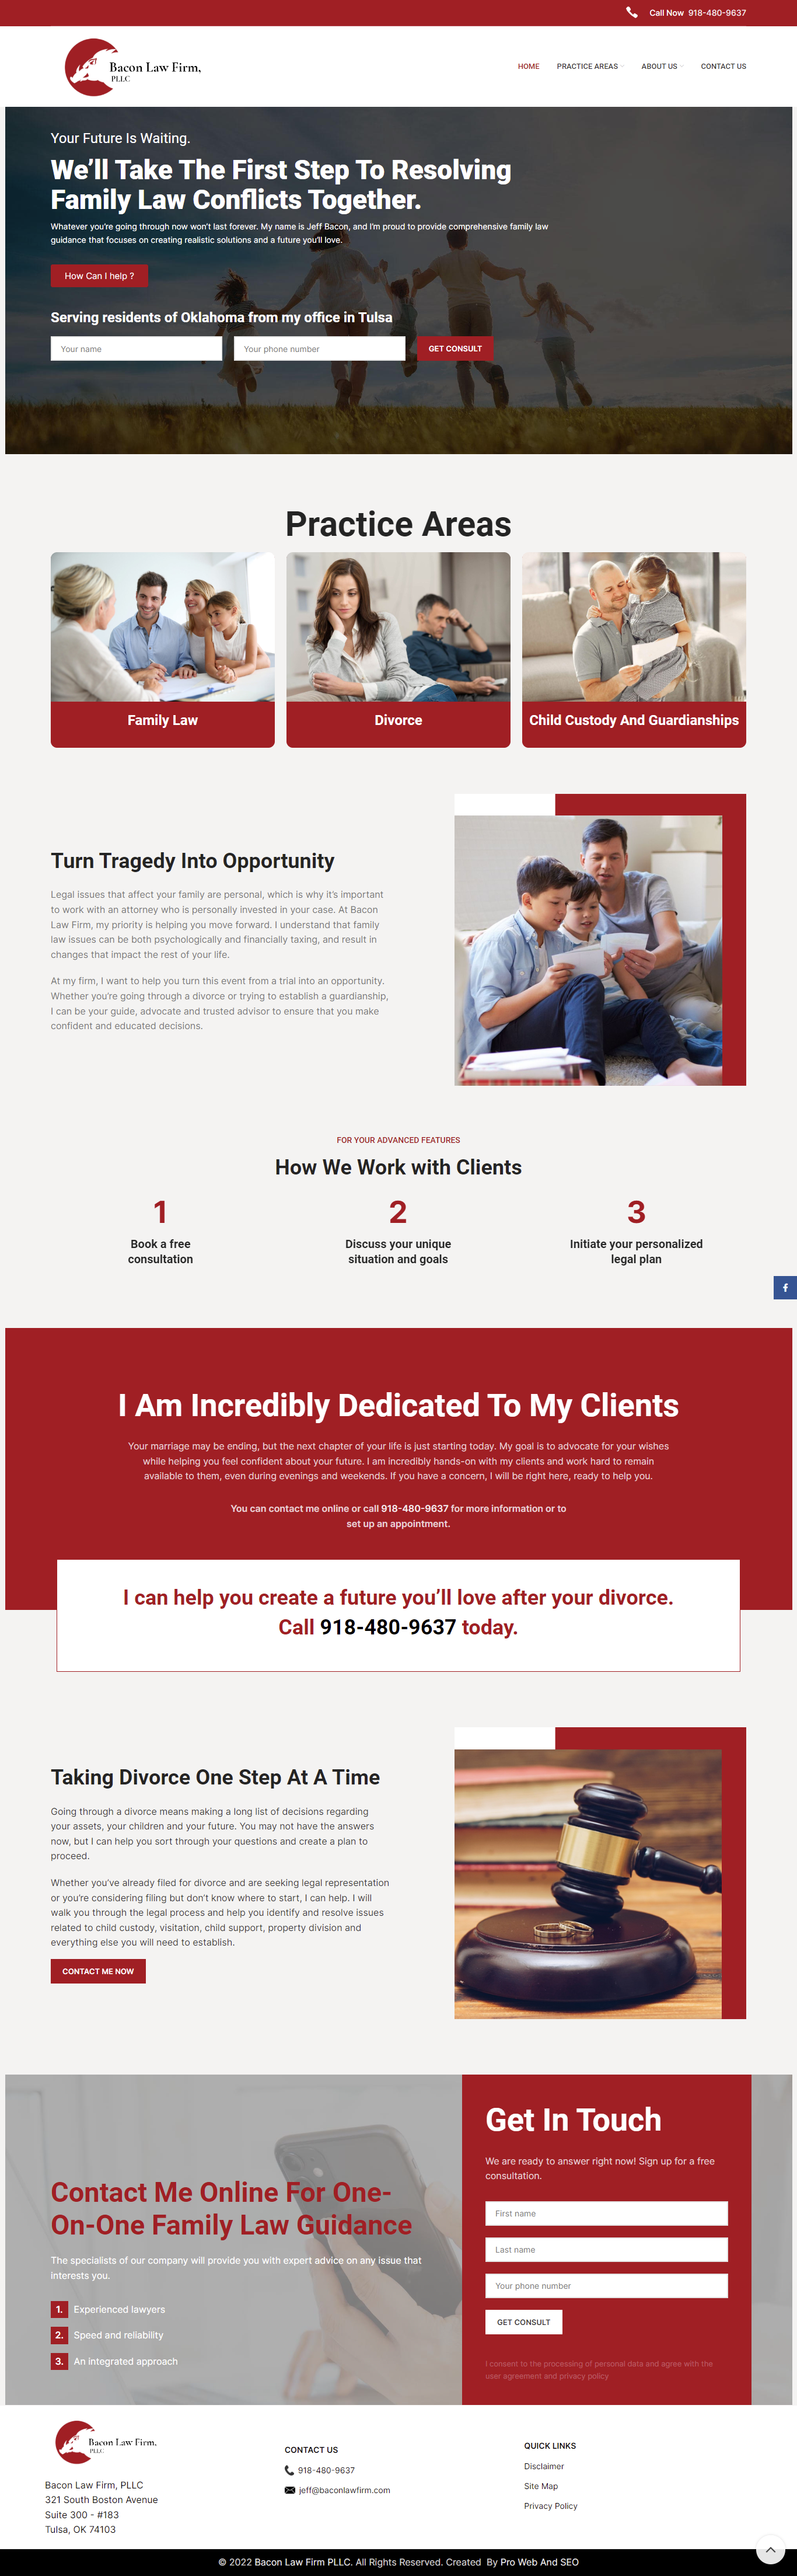 Call Now 918-480-9637
Bacon Law Firm,
PLLC
HOME
PRACTICE AREAS
ABOUT US
CONTACT US
Your Future Is Waiting.
We’ll Take The First Step To Resolving
Family Law Conflicts Together.
Whatever you’re going through now won’t last forever. My name is Jeff Bacon, and I’m proud to provide comprehensive family law
guidance that focuses on creating realistic solutions and a future you’ll love.
How Can I help ?
Serving residents of Oklahoma from my office in Tulsa
Your name
Your phone number
GET CONSULT
Practice Areas
Family Law
Divorce
Child Custody And Guardianships
Turn Tragedy Into Opportunity
Legal issues that affect your family are personal, which is why it’s important
to work with an attorney who is personally invested in your case. At Bacon
Law Firm, my priority is helping you move forward. I understand that family
law issues can be both psychologically and financially taxing, and result in
changes that impact the rest of your life.
At my firm, I want to help you turn this event from a trial into an opportunity.
Whether you’re going through a divorce or trying to establish a guardianship,
I can be your guide, advocate and trusted advisor to ensure that you make
confident and educated decisions.
FOR YOUR ADVANCED FEATURES
How We Work with Clients
1
Book a free
consultation
2
Discuss your unique
situation and goals
3
Initiate your personalized
legal plan
I Am Incredibly Dedicated To My Clients
Your marriage may be ending, but the next chapter of your life is just starting today. My goal is to advocate for your wishes
while helping you feel confident about your future. I am incredibly hands-on with my clients and work hard to remain
available to them, even during evenings and weekends. If you have a concern, I will be right here, ready to help you.
You can contact me online or call 918-480-9637 for more information or to
set up an appointment.
I can help you create a future you’ll love after your divorce.
Call 918-480-9637 today.
Taking Divorce One Step At A Time
Going through a divorce means making a long list of decisions regarding
your assets, your children and your future. You may not have the answers
now, but I can help you sort through your questions and create a plan to
proceed.
Whether you’ve already filed for divorce and are seeking legal representation
or you’re considering filing but don’t know where to start, I can help. I will
walk you through the legal process and help you identify and resolve issues
related to child custody, visitation, child support, property division and
everything else you will need to establish.
CONTACT ME NOW
Contact Me Online For One-
On-One Family Law Guidance
The specialists of our company will provide you with expert advice on any issue that
interests you.
1. Experienced lawyers
2. Speed and reliability
3. An integrated approach
Get In Touch
We are ready to answer right now! Sign up for a free
consultation.
First name
Last name
Your phone number
GET CONSULT
I consent to the processing of personal data and agree with the
user agreement and privacy policy
Bacon Law Firm,
PLLC
Bacon Law Firm, PLLC
321 South Boston Avenue
Suite 300 - #183
Tulsa, OK 74103
CONTACT US
918-480-9637
jeff@baconlawfirm.com
QUICK LINKS
Disclaimer
Site Map
Privacy Policy
© 2022 Bacon Law Firm PLLC. All Rights Reserved. Created By Pro Web And SEO